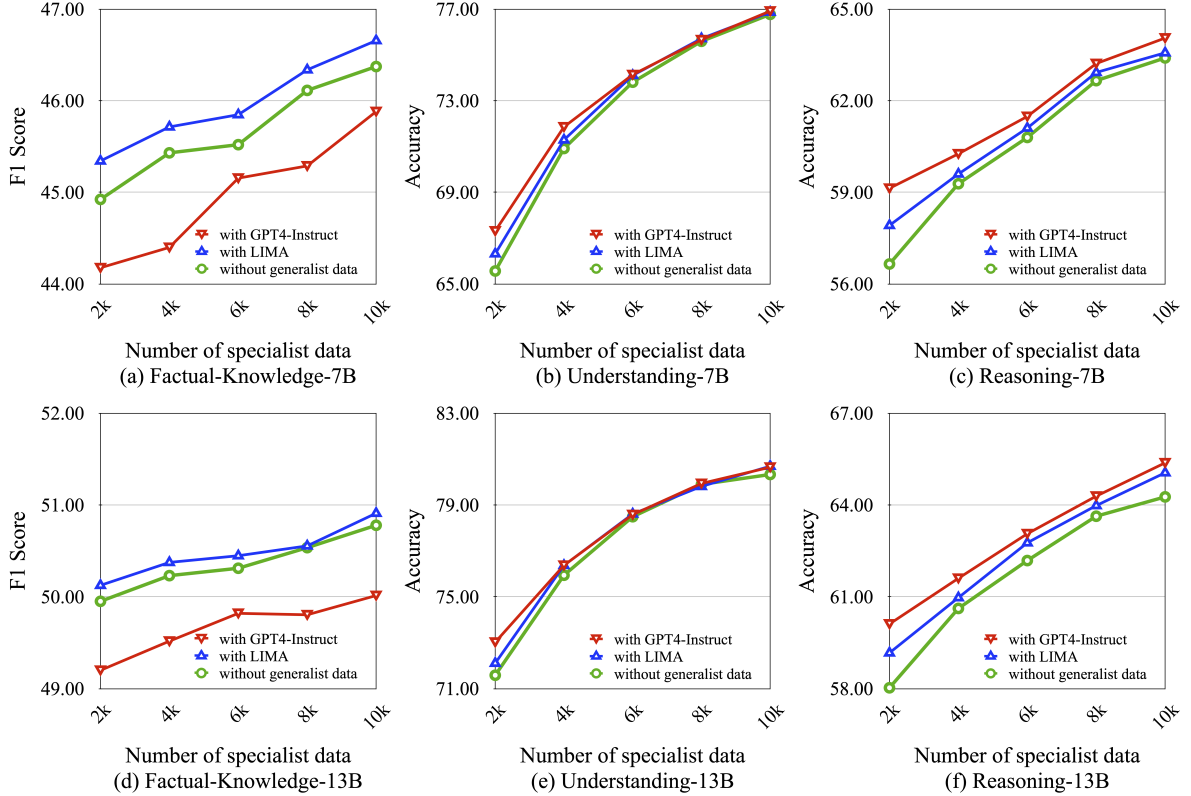 47.00
46.00
45.00
44.00
F1 Score
with GPT4-Instruct
with LIMA
without generalist data
2k
4k
6k
8k
10k
Number of specialist data
(a) Factual-Knowledge-7B
77.00
73.00
69.00
65.00
Accuracy
with GPT4-Instruct
with LIMA
without generalist data
2k
4k
6k
8k
10k
Number of specialist data
(b) Understanding-7B
65.00
62.00
59.00
56.00
Accuracy
with GPT4-Instruct
with LIMA
without generalist data
2k
4k
6k
8k
10k
Number of specialist data
(c) Reasoning-7B
52.00
51.00
50.00
49.00
F1 Score
with GPT4-Instruct
with LIMA
without generalist data
2k
4k
6k
8k
10k
Number of specialist data
(d) Factual-Knowledge-13B
83.00
79.00
75.00
71.00
Accuracy
with GPT4-Instruct
with LIMA
without generalist data
2k
4k
6k
8k
10k
Number of specialist data
(e) Understanding-13B
67.00
64.00
61.00
58.00
Accuracy
with GPT4-Instruct
with LIMA
without generalist data
2k
4k
6k
8k
10k
Number of specialist data
(f) Reasoning-13B